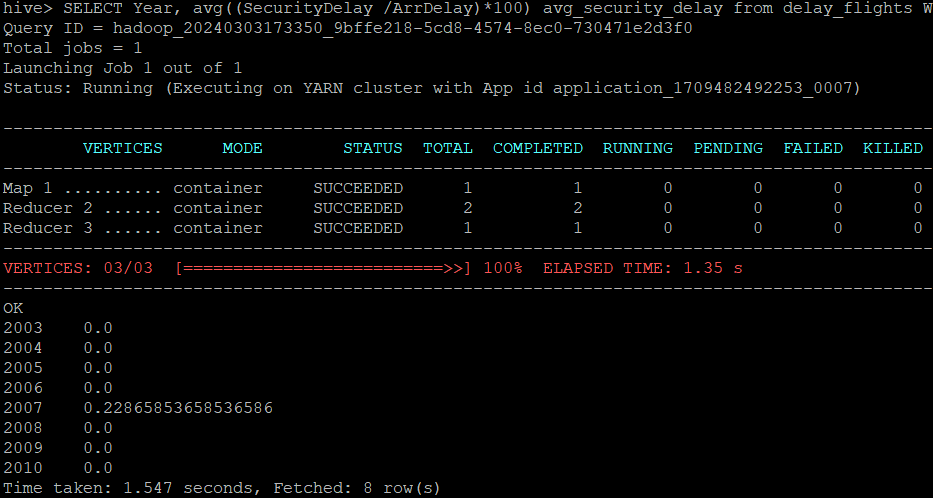 hive> SELECT Year, avg((SecurityDelay /ArrDelay)*100) avg_security_delay from delay_flights W
Query ID = hadoop_20240303173350_9bffe218-5cd8-4574-8ec0-730471e2d3f0
Total jobs = 1
Launching Job 1 out of 1
Status: Running (Executing on YARN cluster with App id application_1709482492253_0007)
----------------------------------------------------------------------------------------------
VERTICES MODE STATUS TOTAL COMPLETED RUNNING PENDING FAILED KILLED
----------------------------------------------------------------------------------------------
Map 1 .......... container SUCCEEDED 1 1 0 0 0 0
Reducer 2 ...... container SUCCEEDED 2 2 0 0 0 0
Reducer 3 ...... container SUCCEEDED 1 1 0 0 0 0
----------------------------------------------------------------------------------------------
VERTICES: 03/03 [==========================>>] 100% ELAPSED TIME: 1.35 s
----------------------------------------------------------------------------------------------
OK
2003 0.0
2004 0.0
2005 0.0
2006 0.0
2007 0.22865853658536586
2008 0.0
2009 0.0
2010 0.0
Time taken: 1.547 seconds, Fetched: 8 row(s)